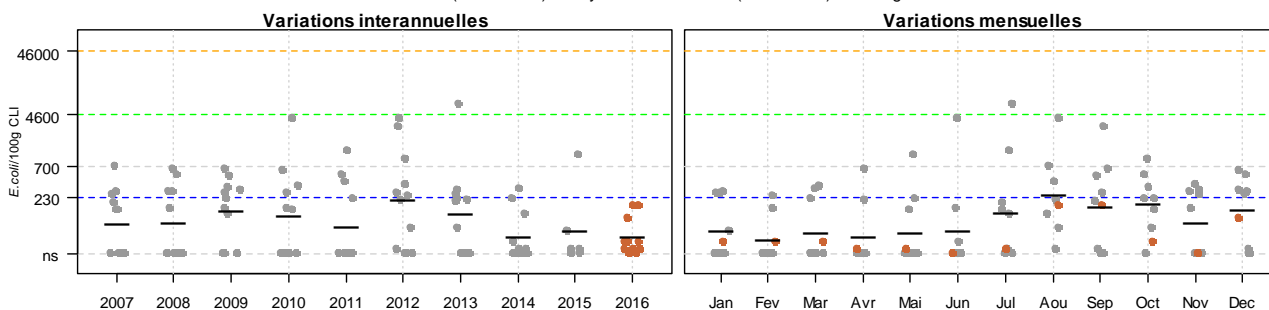 Variations interannuelles
Variations mensuelles
E.coli/100g CLI
46000
4600
700
230
ns
2007 2008 2009 2010 2011 2012 2013 2014 2015 2016
Jan Fev Mar Avr Mai Jun Jul Aou Sep Oct Nov Dec